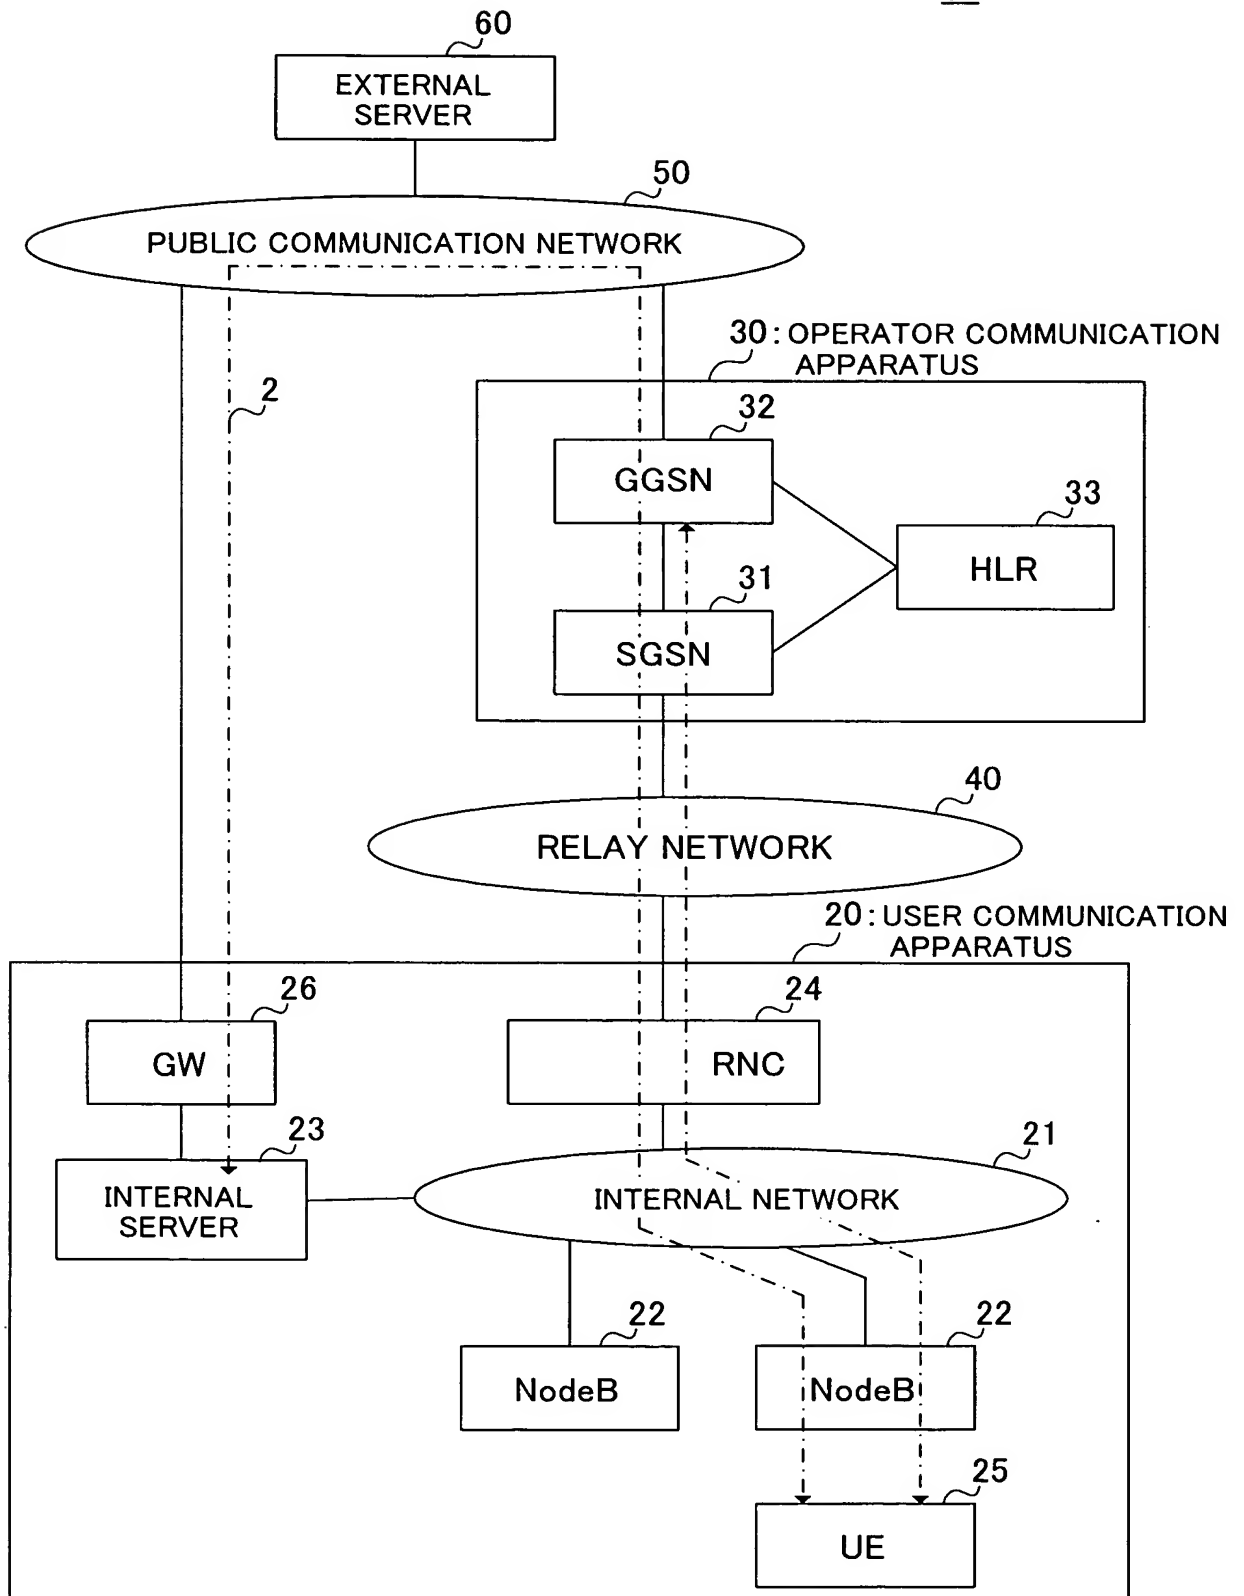 60
EXTERNAL
SERVER
50
PUBLIC COMMUNICATION NETWORK
30: OPERATOR COMMUNICATION
APPARATUS
2
32
GGSN
33
HLR
31
SGSN
40
RELAY NETWORK
20: USER COMMUNICATION
APPARATUS
26
GW
24
RNC
23
INTERNAL
SERVER
21
INTERNAL NETWORK
22
NodeB
22
NodeB
25
UE